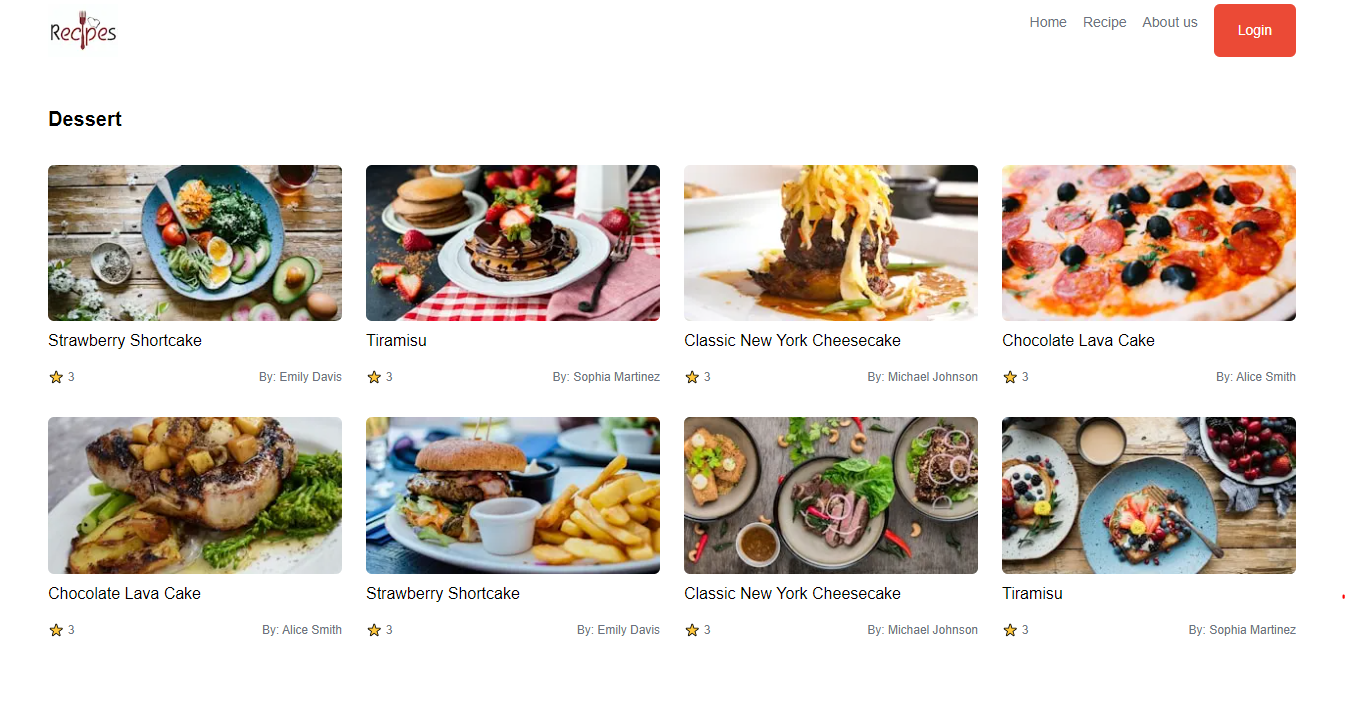 Recipes
Home Recipe About us Login
Dessert
Strawberry Shortcake
3 By: Emily Davis
Tiramisu
3 By: Sophia Martinez
Classic New York Cheesecake
3 By: Michael Johnson
Chocolate Lava Cake
3 By: Alice Smith
Chocolate Lava Cake
3 By: Alice Smith
Strawberry Shortcake
3 By: Emily Davis
Classic New York Cheesecake
3 By: Michael Johnson
Tiramisu
3 By: Sophia Martinez